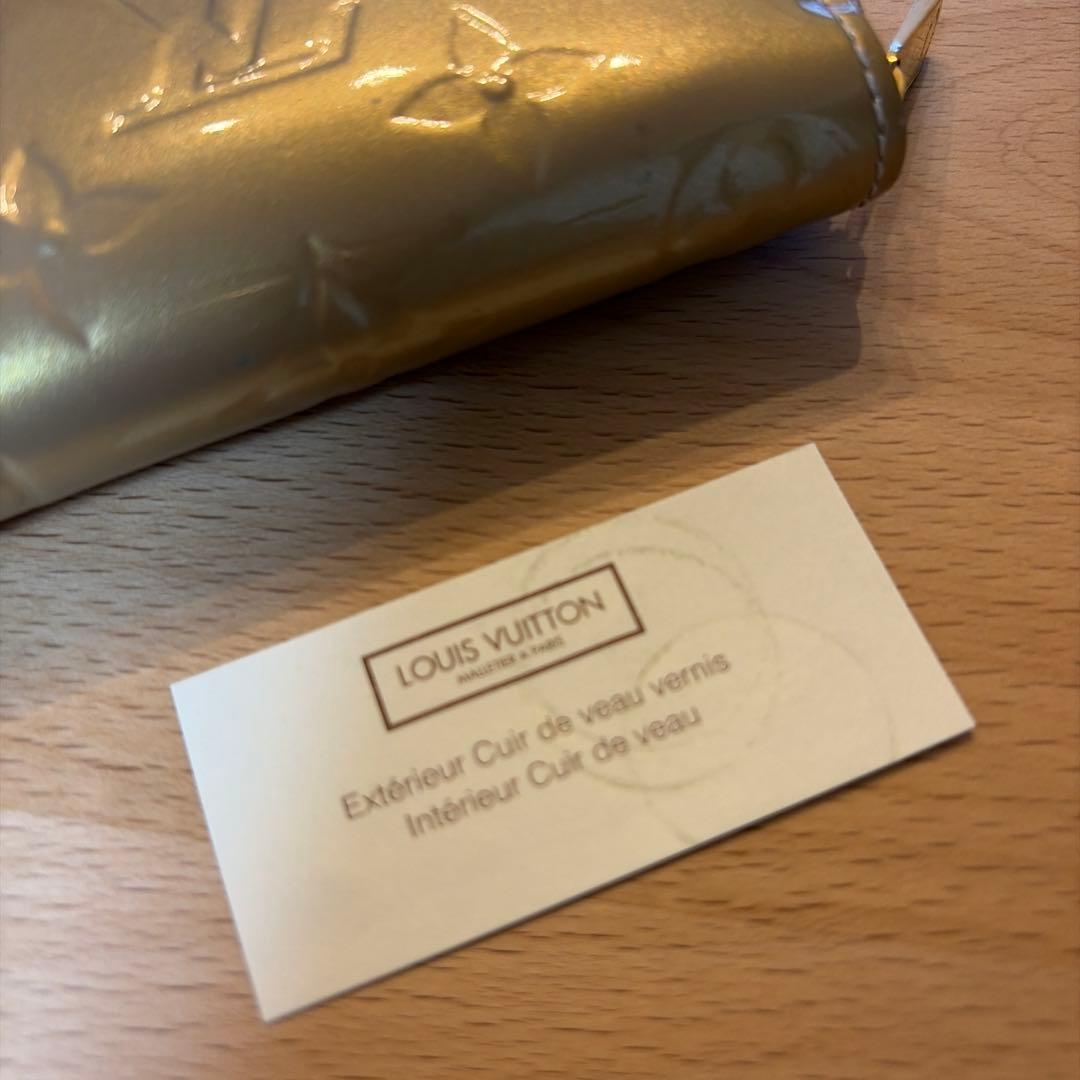 LOUIS VUITTON
MALLETIER A PARIS
Extérieur Cuir de veau vernis
Intérieur Cuir de veau